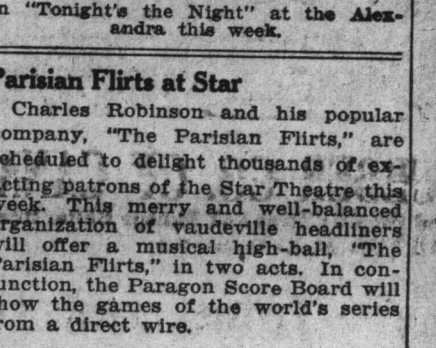 n "Tonight's the Night" at the Alex-
andra this week.
Parisian Flirts at Star
Charles Robinson and his popular
ompany, "The Parisian Flirts," are
cheduled to delight thousands of ex-
cting patrons of the Star Theatre this
week. This merry and well-balanced
rganization of vaudeville headliners
will offer a musical high-ball, "The
Parisian Flirts," in two acts. In con-
unction, the Paragon Score Board will
how the games of the world's series
rom a direct wire.